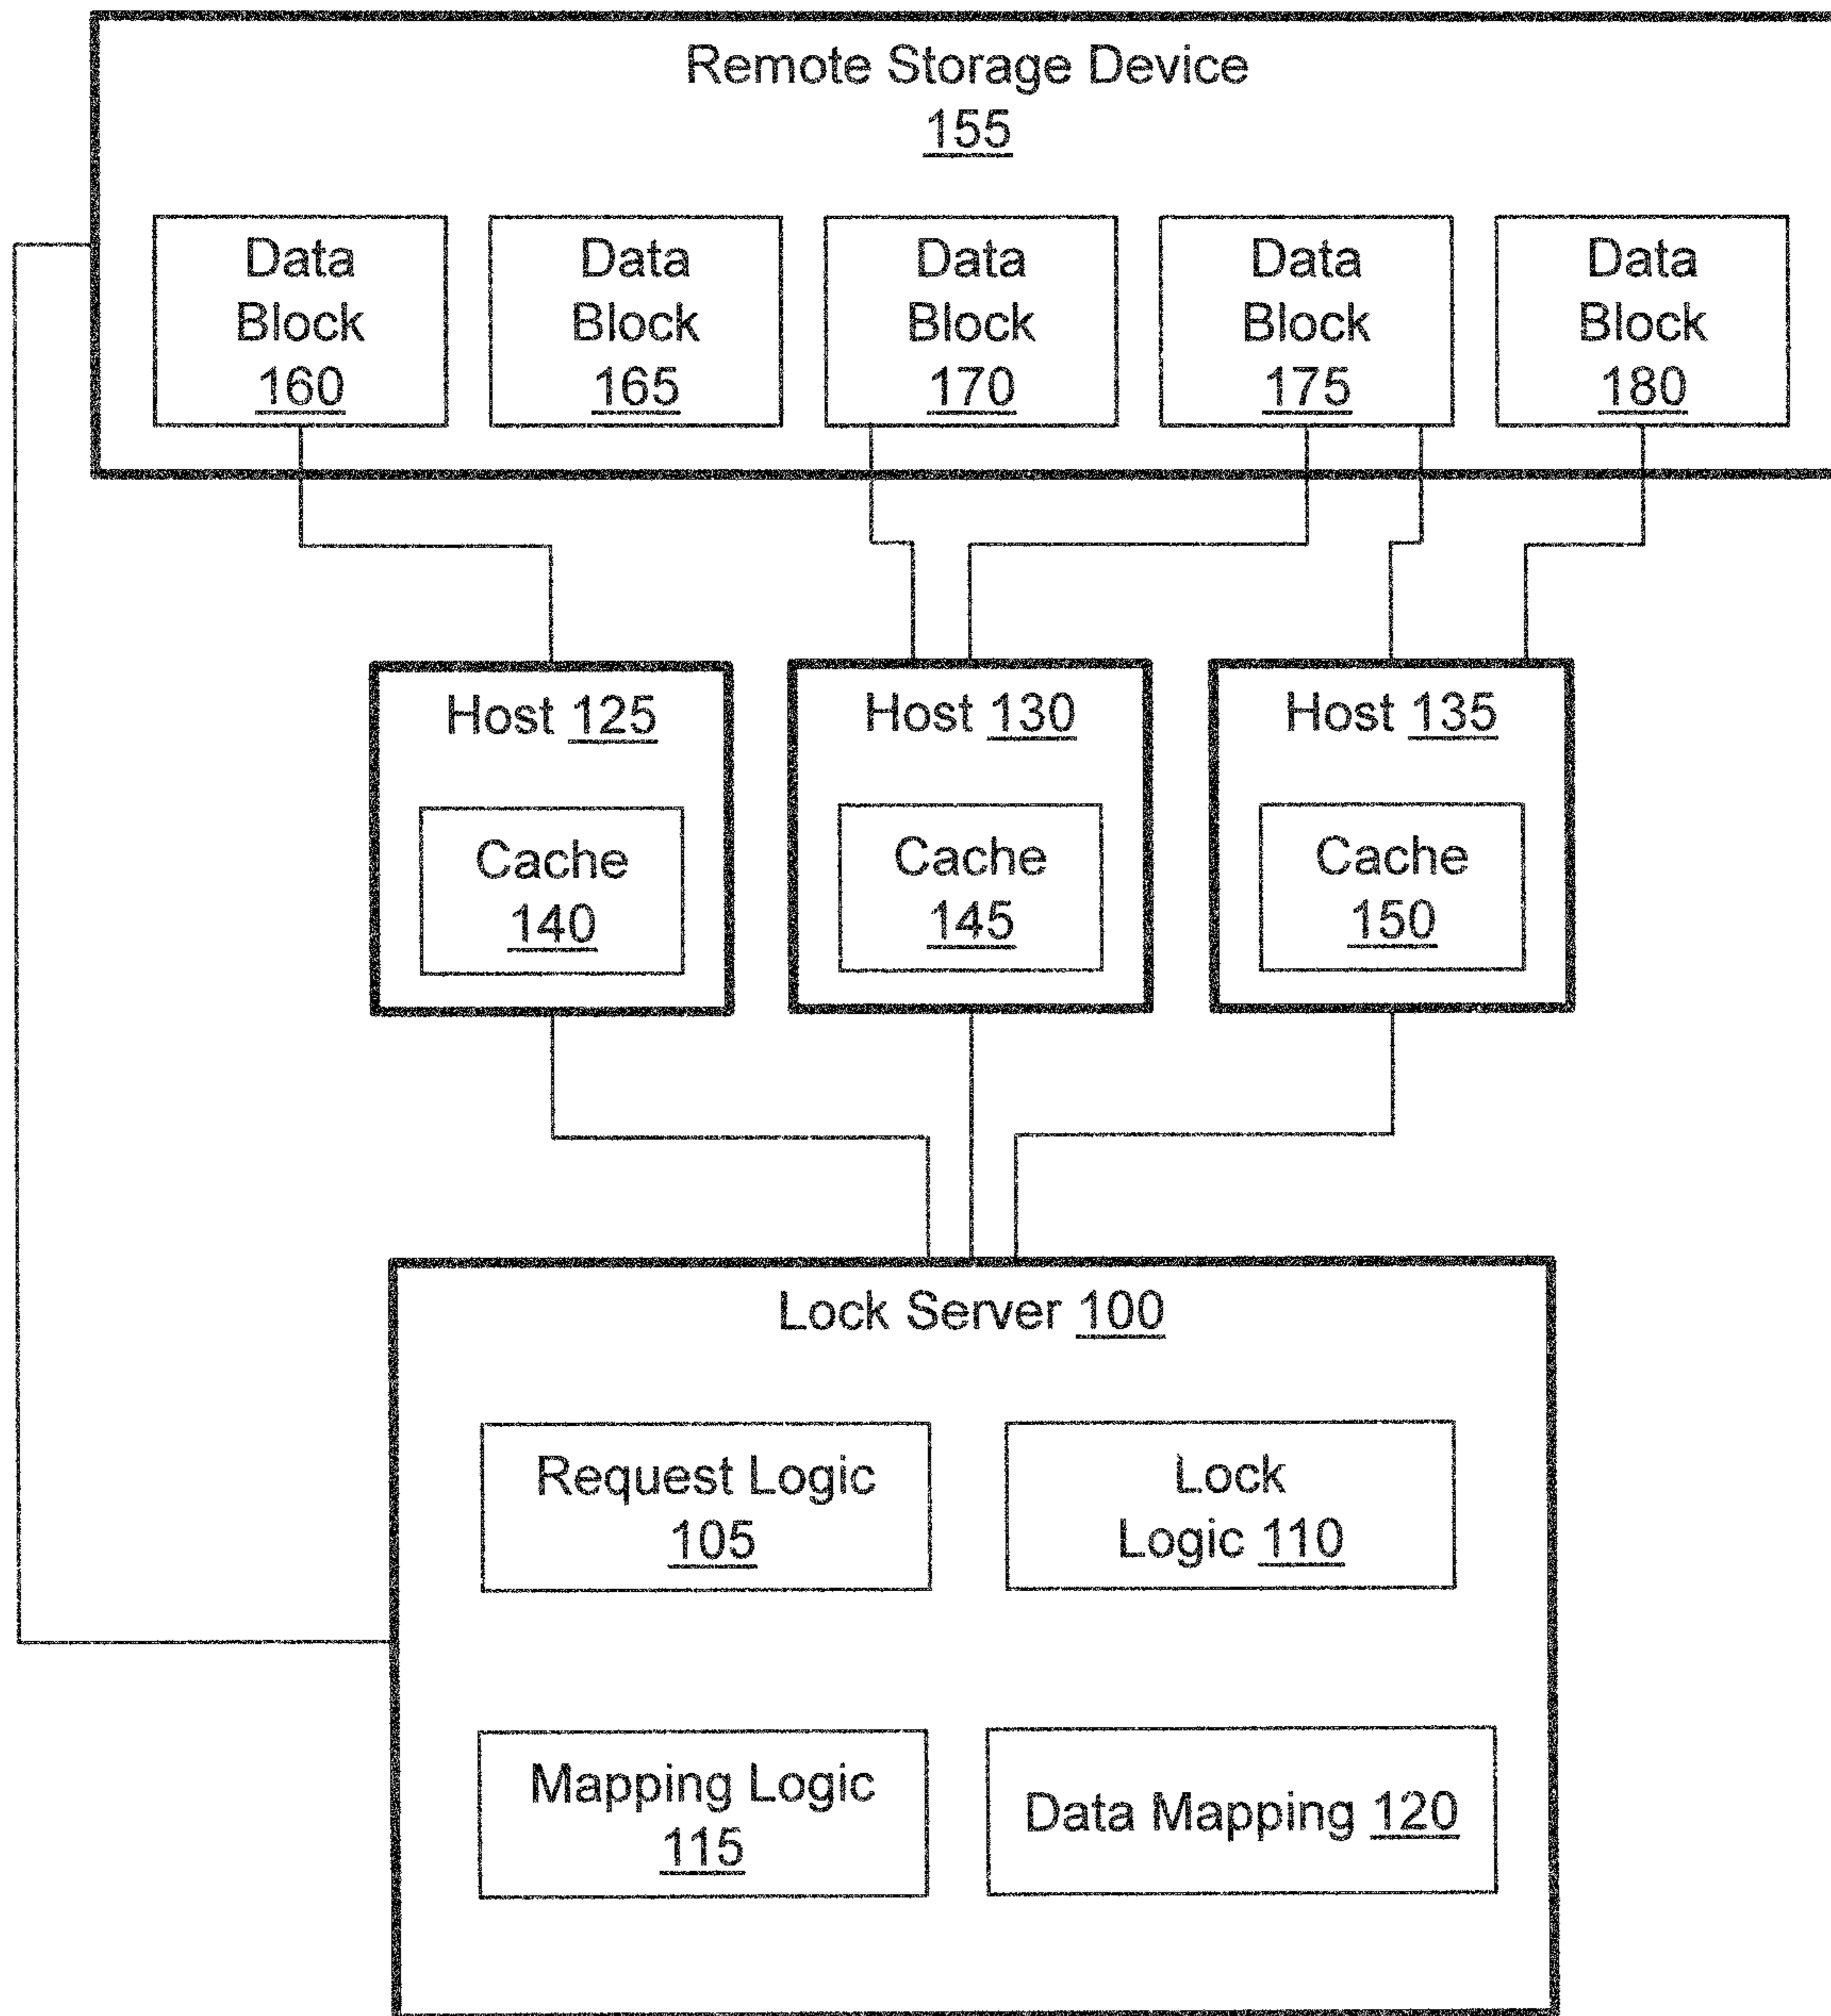 Remote Storage Device
155
Data
Block
160
Data
Block
165
Data
Block
170
Data
Block
175
Data
Block
180
Host 125
Cache
140
Host 130
Cache
145
Host 135
Cache
150
Lock Server 100
Request Logic
105
Lock
Logic 110
Mapping Logic
115
Data Mapping 120